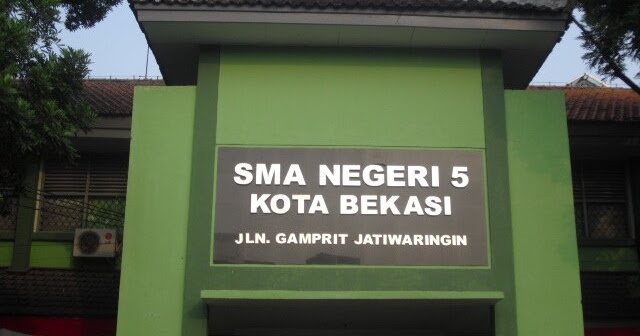 SMA NEGERI 5
KOTA BEKASI
JLN. GAMPRIT JATIWARINGIN